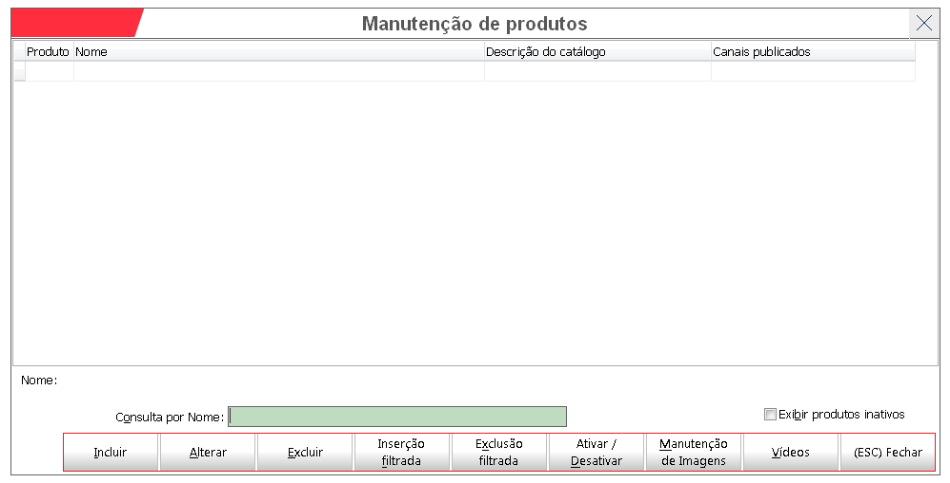 Manutenção de produtos
Produto Nome Descrição do catálogo Canais publicados
Nome:
Consulta por Nome:
Exibir produtos inativos
Incluir
Alterar
Excluir
Inserção
filtrada
Exclusão
filtrada
Ativar /
Desativar
Manutenção
de Imagens
Vídeos
(ESC) Fechar